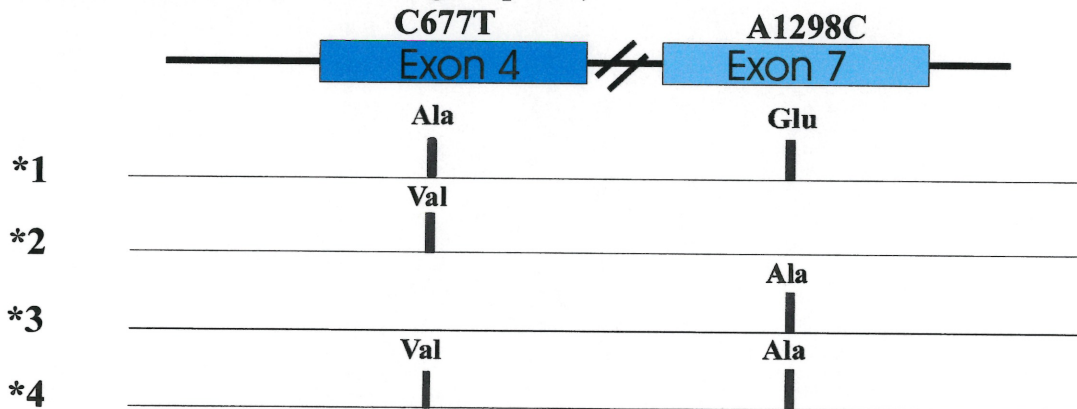 C677T A1298C
Exon 4 Exon 7
Ala Glu
*1
Val
*2
Ala
*3
Val Ala
*4